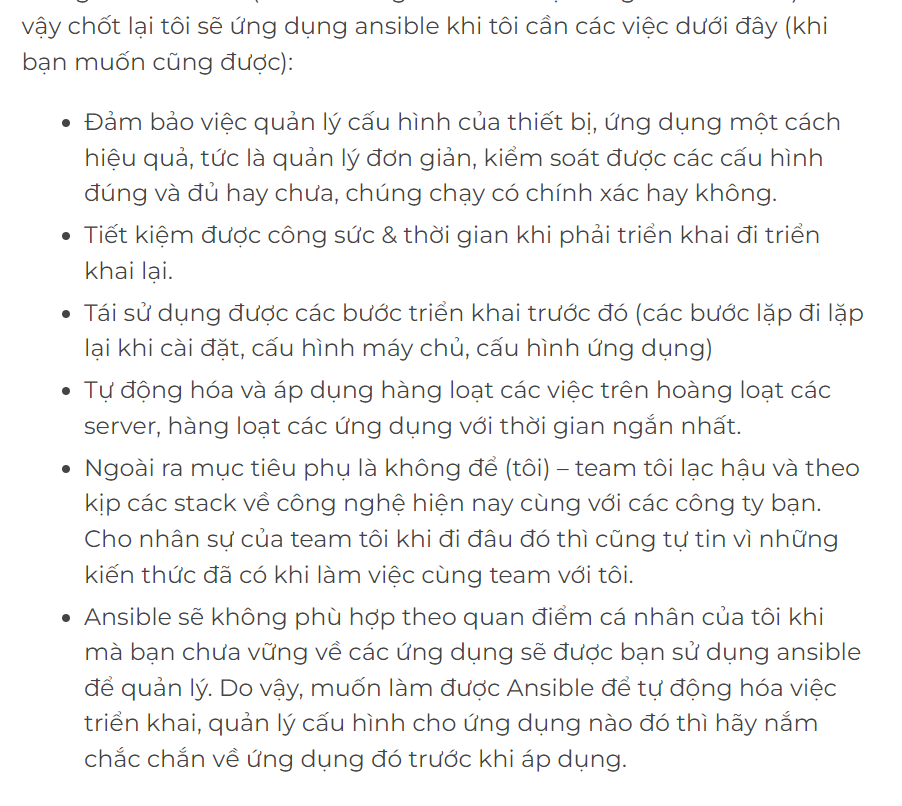 vậy chốt lại tôi sẽ ứng dụng ansible khi tôi cần các việc dưới đây (khi
bạn muốn cũng được):
• Đảm bảo việc quản lý cấu hình của thiết bị, ứng dụng một cách
hiệu quả, tức là quản lý đơn giản, kiểm soát được các cấu hình
đúng và đủ hay chưa, chúng chạy có chính xác hay không.
• Tiết kiệm được công sức & thời gian khi phải triển khai đi triển
khai lại.
• Tái sử dụng được các bước triển khai trước đó (các bước lặp đi lặp
lại khi cài đặt, cấu hình máy chủ, cấu hình ứng dụng)
• Tự động hóa và áp dụng hàng loạt các việc trên hoàng loạt các
server, hàng loạt các ứng dụng với thời gian ngắn nhất.
• Ngoài ra mục tiêu phụ là không để (tôi) – team tôi lạc hậu và theo
kịp các stack về công nghệ hiện nay cùng với các công ty bạn.
Cho nhân sự của team tôi khi đi đâu đó thì cũng tự tin vì những
kiến thức đã có khi làm việc cùng team với tôi.
• Ansible sẽ không phù hợp theo quan điểm cá nhân của tôi khi
mà bạn chưa vững về các ứng dụng sẽ được bạn sử dụng ansible
để quản lý. Do vậy, muốn làm được Ansible để tự động hóa việc
triển khai, quản lý cấu hình cho ứng dụng nào đó thì hãy nắm
chắc chắn về ứng dụng đó trước khi áp dụng.